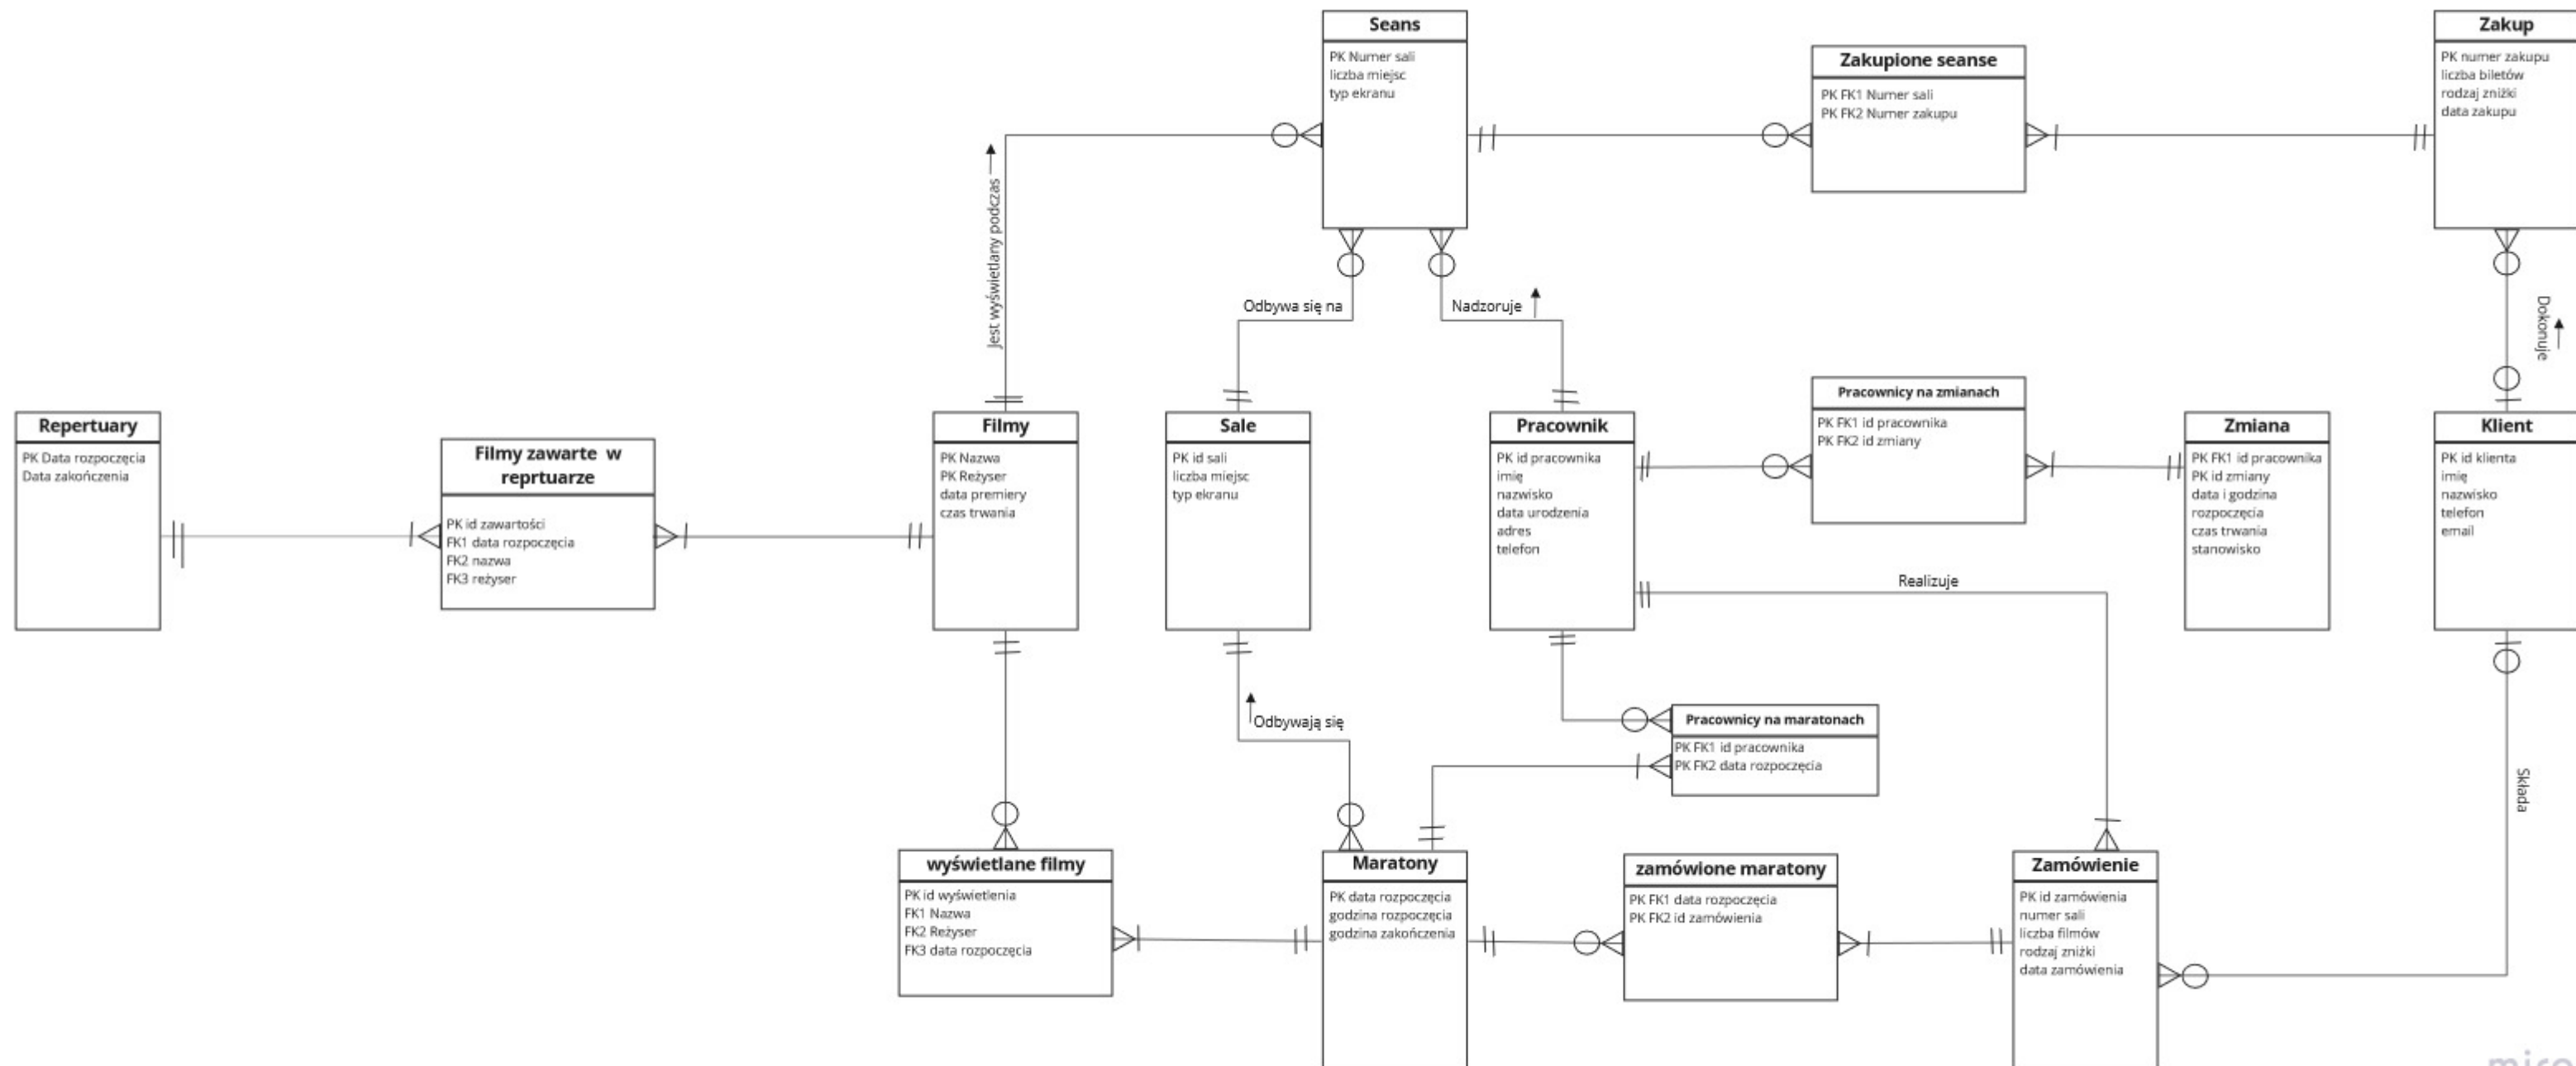 Seans
PK Numer sali
liczba miejsc
typ ekranu
Zakupione seanse
PK FK1 Numer sali
PK FK2 Numer zakupu
Zakup
PK numer zakupu
liczba biletów
rodzaj zniżki
data zakupu
Jest wyświetlany podczas
Odbywa się na
Nadzoruje
Dokonuje
Repertuary
PK Data rozpoczęcia
Data zakończenia
Filmy zawarte w
reprtuarze
PK id zawartości
FK1 data rozpoczęcia
FK2 nazwa
FK3 reżyser
Filmy
PK Nazwa
PK Reżyser
data premiery
czas trwania
Sale
PK id sali
liczba miejsc
typ ekranu
Pracownik
PK id pracownika
imię
nazwisko
data urodzenia
adres
telefon
Pracownicy na zmianach
PK FK1 id pracownika
PK FK2 id zmiany
Zmiana
PK FK1 id pracownika
PK id zmiany
data i godzina
rozpoczęcia
czas trwania
stanowisko
Klient
PK id klienta
imię
nazwisko
telefon
email
Realizuje
Odbywają się
Pracownicy na maratonach
PK FK1 id pracownika
PK FK2 data rozpoczęcia
Składa
wyświetlane filmy
PK id wyświetlenia
FK1 Nazwa
FK2 Reżyser
FK3 data rozpoczęcia
Maratony
PK data rozpoczęcia
godzina rozpoczęcia
godzina zakończenia
zamówione maratony
PK FK1 data rozpoczęcia
PK FK2 id zamówienia
Zamówienie
PK id zamówienia
numer sali
liczba filmów
rodzaj zniżki
data zamówienia
miro